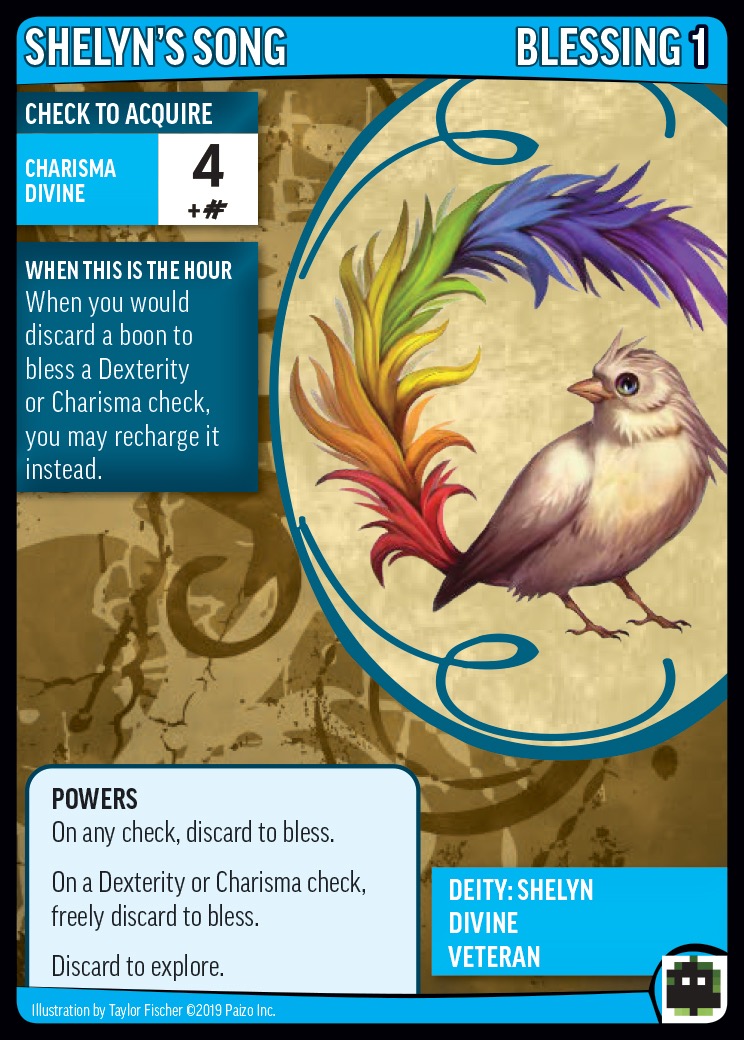 SHELYN'S SONG
BLESSING 1
CHECK TO ACQUIRE
CHARISMA
DIVINE
4
+#
WHEN THIS IS THE HOUR
When you would
discard a boon to
bless a Dexterity
or Charisma check,
you may recharge it
instead.
POWERS
On any check, discard to bless.
On a Dexterity or Charisma check,
freely discard to bless.
Discard to explore.
DEITY: SHELYN
DIVINE
VETERAN
Illustration by Taylor Fischer ©2019 Paizo Inc.